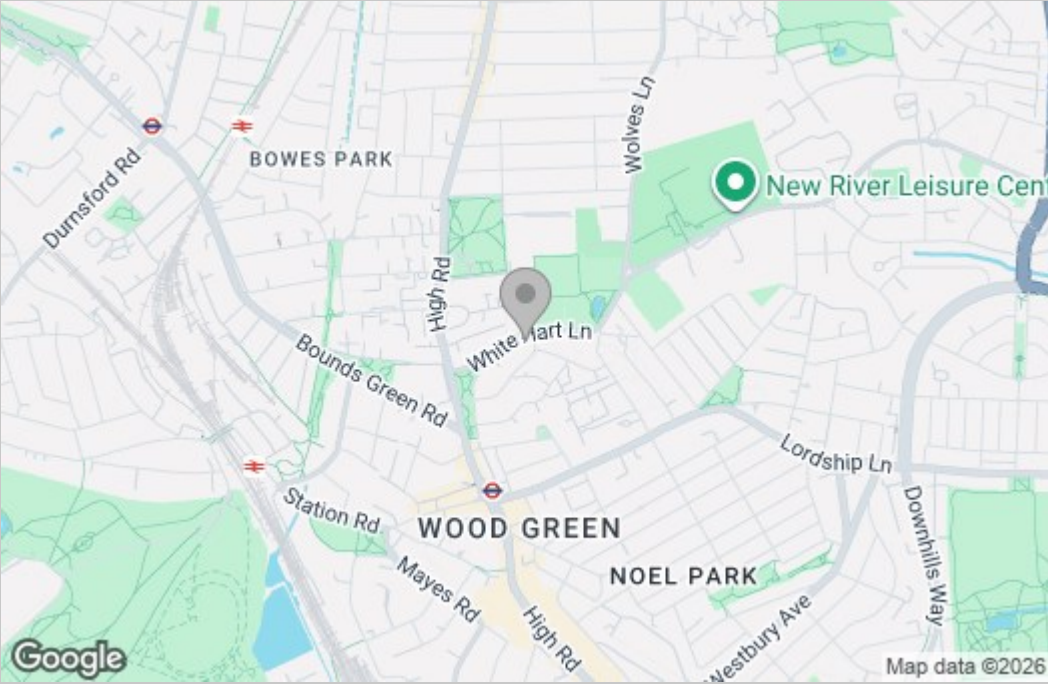 Wolves Ln
BOWES PARK
Durnsford Rd
New River Leisure Cent
High Rd
White Hart Ln
Bounds Green Rd
Lordship Ln
Station Rd
WOOD GREEN
Downhills Way
Mayes Rd
NOEL PARK
High Rd
Westbury Ave
Google
Map data ©2026